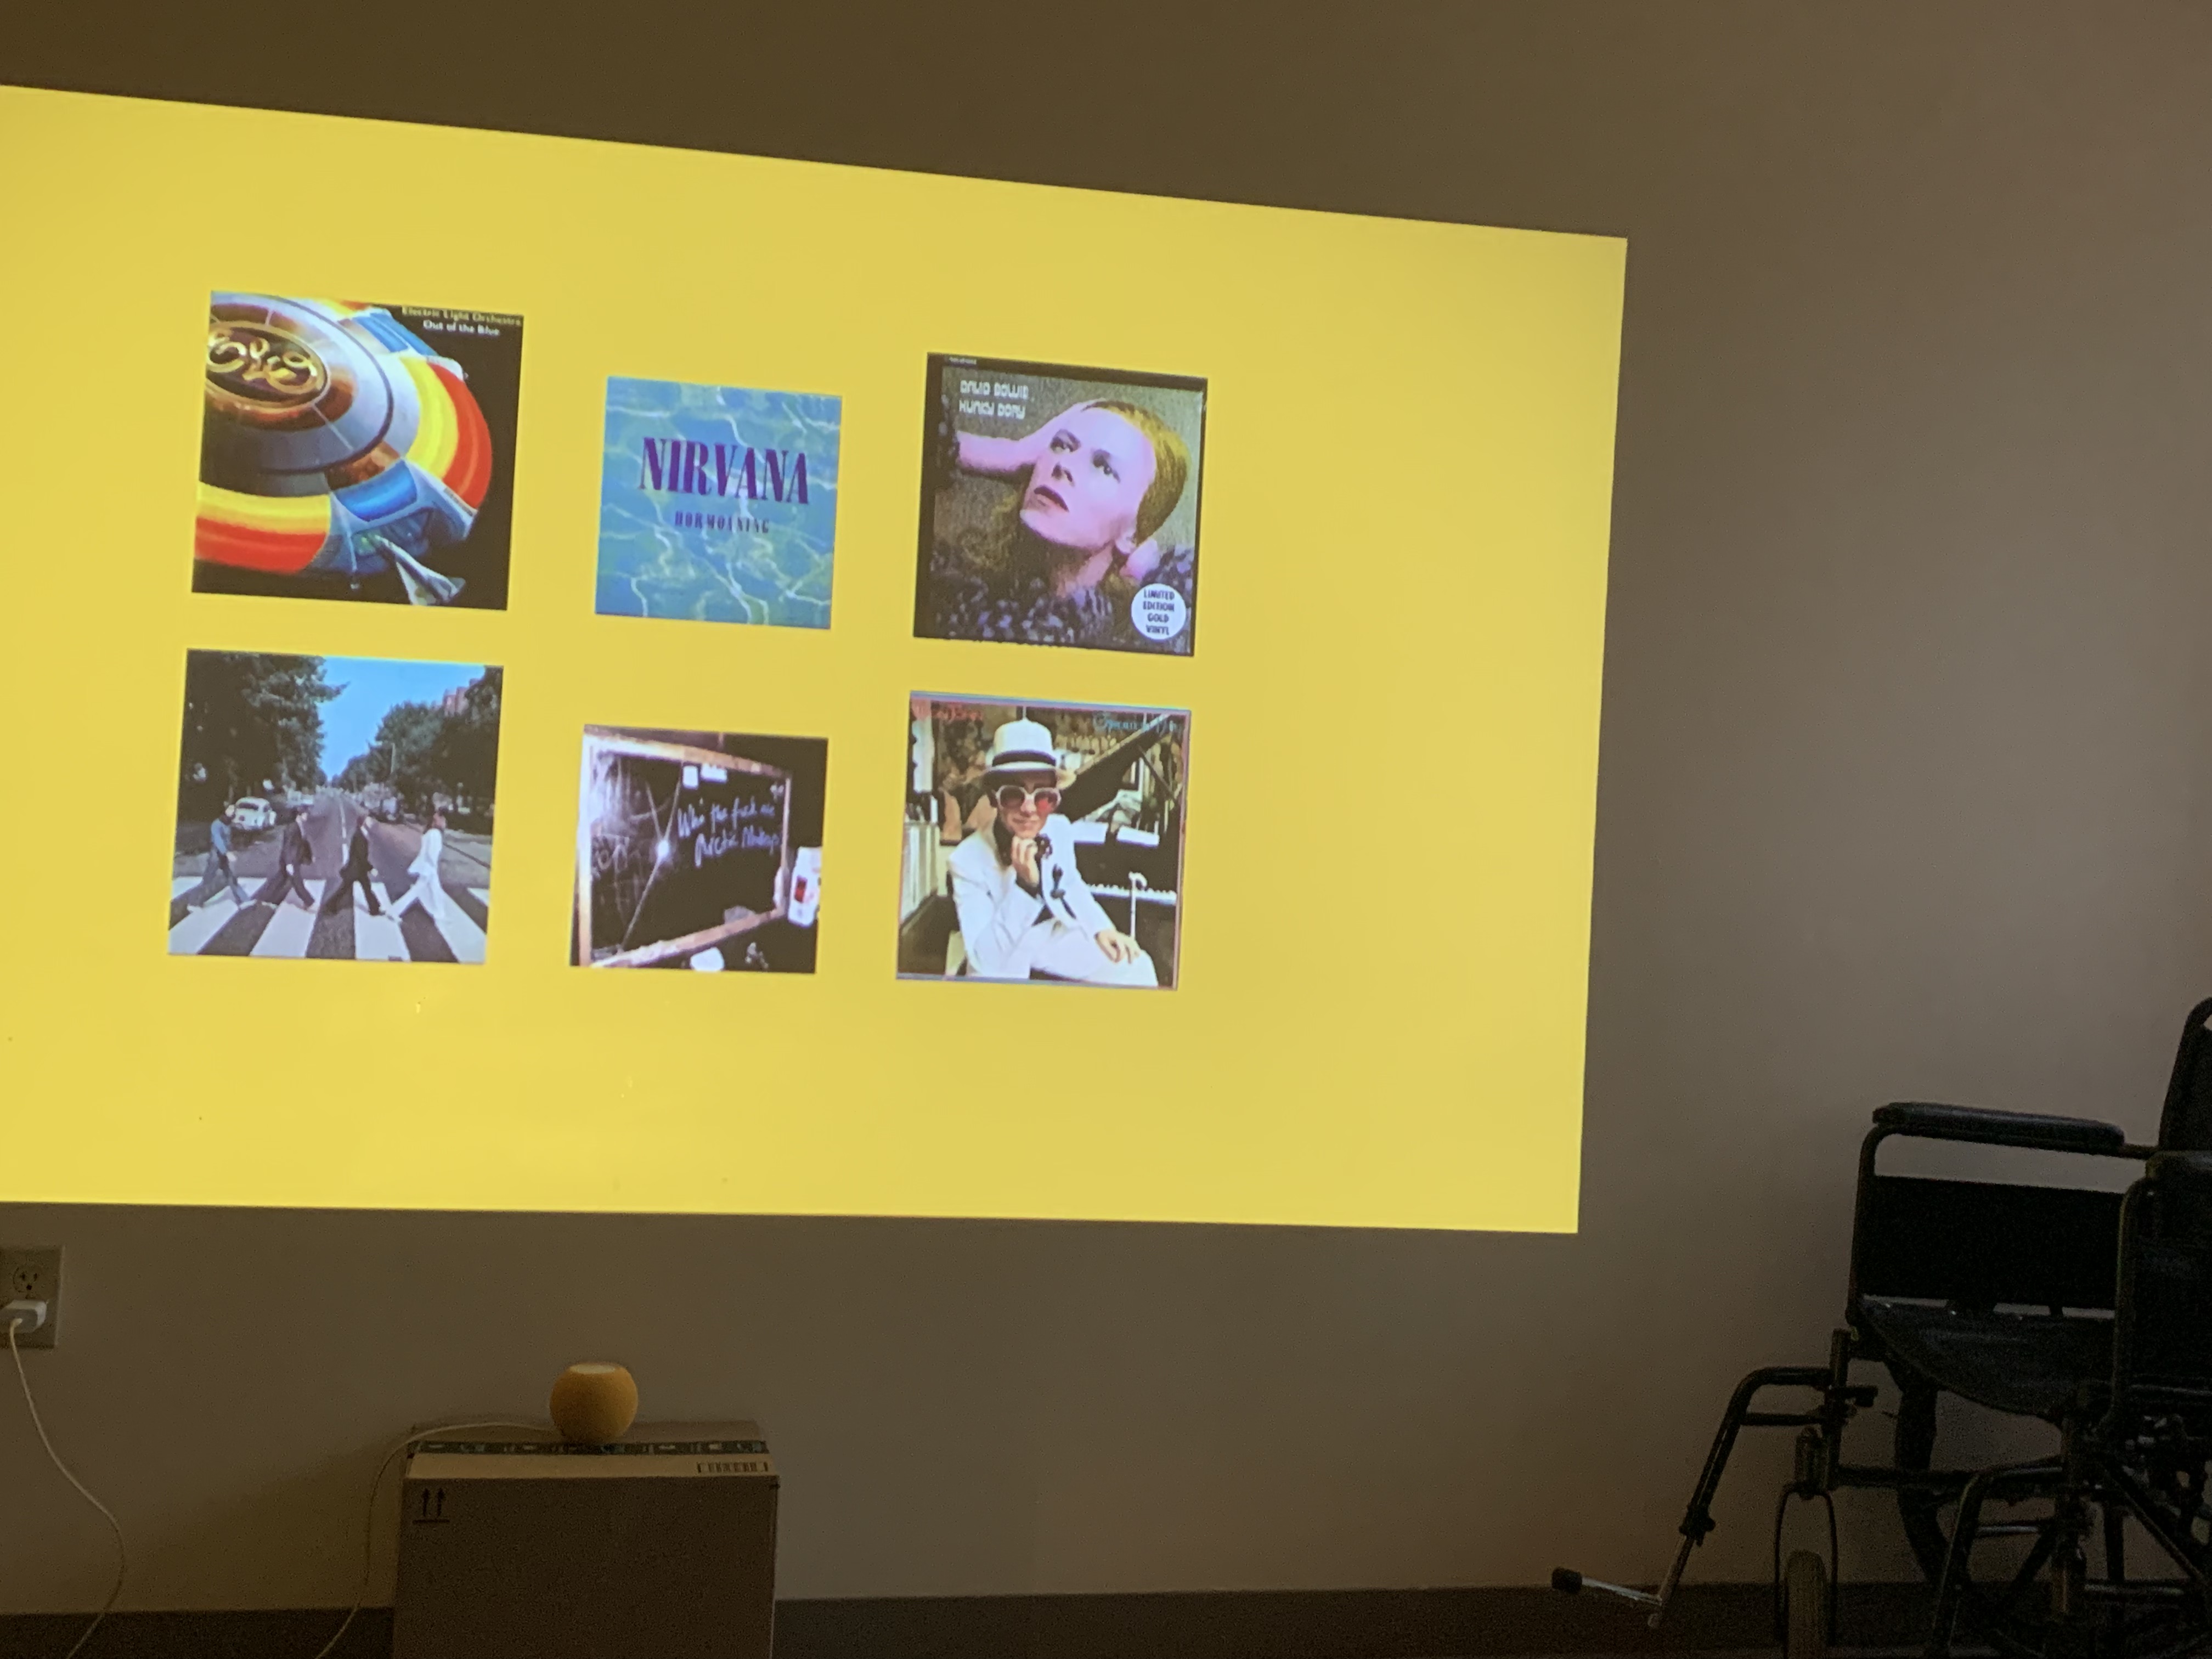 Electric Light Orchestra
Out of the Blue
NIRVANA
HORMOANING
DAVID BOWIE
HUNKY DORY
LIMITED
EDITION
GOLD
VINYL
Who the fuck are
Arctic Monkeys